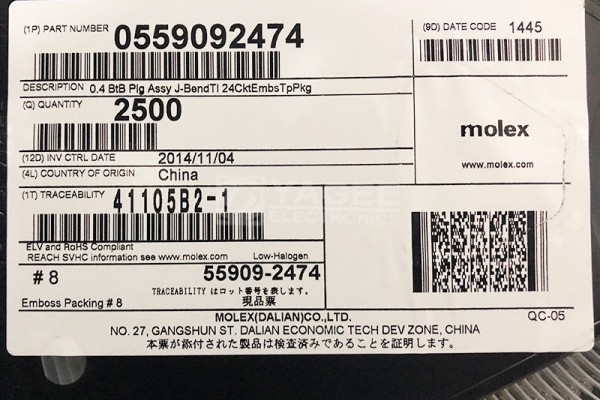 (1P) PART NUMBER 0559092474
(9D) DATE CODE 1445
DESCRIPTION 0.4 BtB Plg Assy J-BendTl 24CktEmbsTpPkg
(Q) QUANTITY 2500
molex
www.molex.com
(12D) INV CTRL DATE 2014/11/04
(4L) COUNTRY OF ORIGIN China
(1T) TRACEABILITY 41105B2-1
YAGEE
ELECTRONICS
ELV and RoHS Compliant
REACH SVHC information see www.molex.com Low-Halogen
# 8 55909-2474
TRACEABILITY はロット番号を表します。
Emboss Packing # 8 現品票
MOLEX(DALIAN)CO.,LTD. QC-05
NO. 27, GANGSHUN ST. DALIAN ECONOMIC TECH DEV ZONE, CHINA
本票が添付された製品は検査済みであることを証明します。